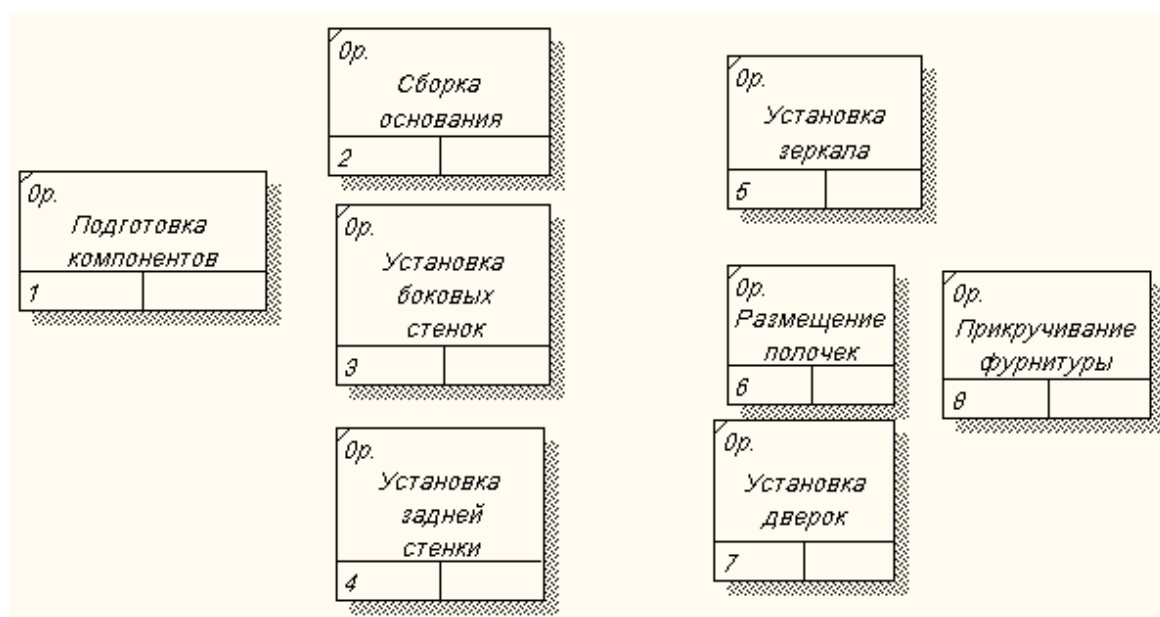 0р.
Подготовка
компонентов
1
0р.
Сборка
основания
2
0р.
Установка
боковых
стенок
3
0р.
Установка
задней
стенки
4
0р.
Установка
зеркала
5
0р.
Размещение
полочек
6
0р.
Установка
дверок
7
0р.
Прикручивание
фурнитуры
8